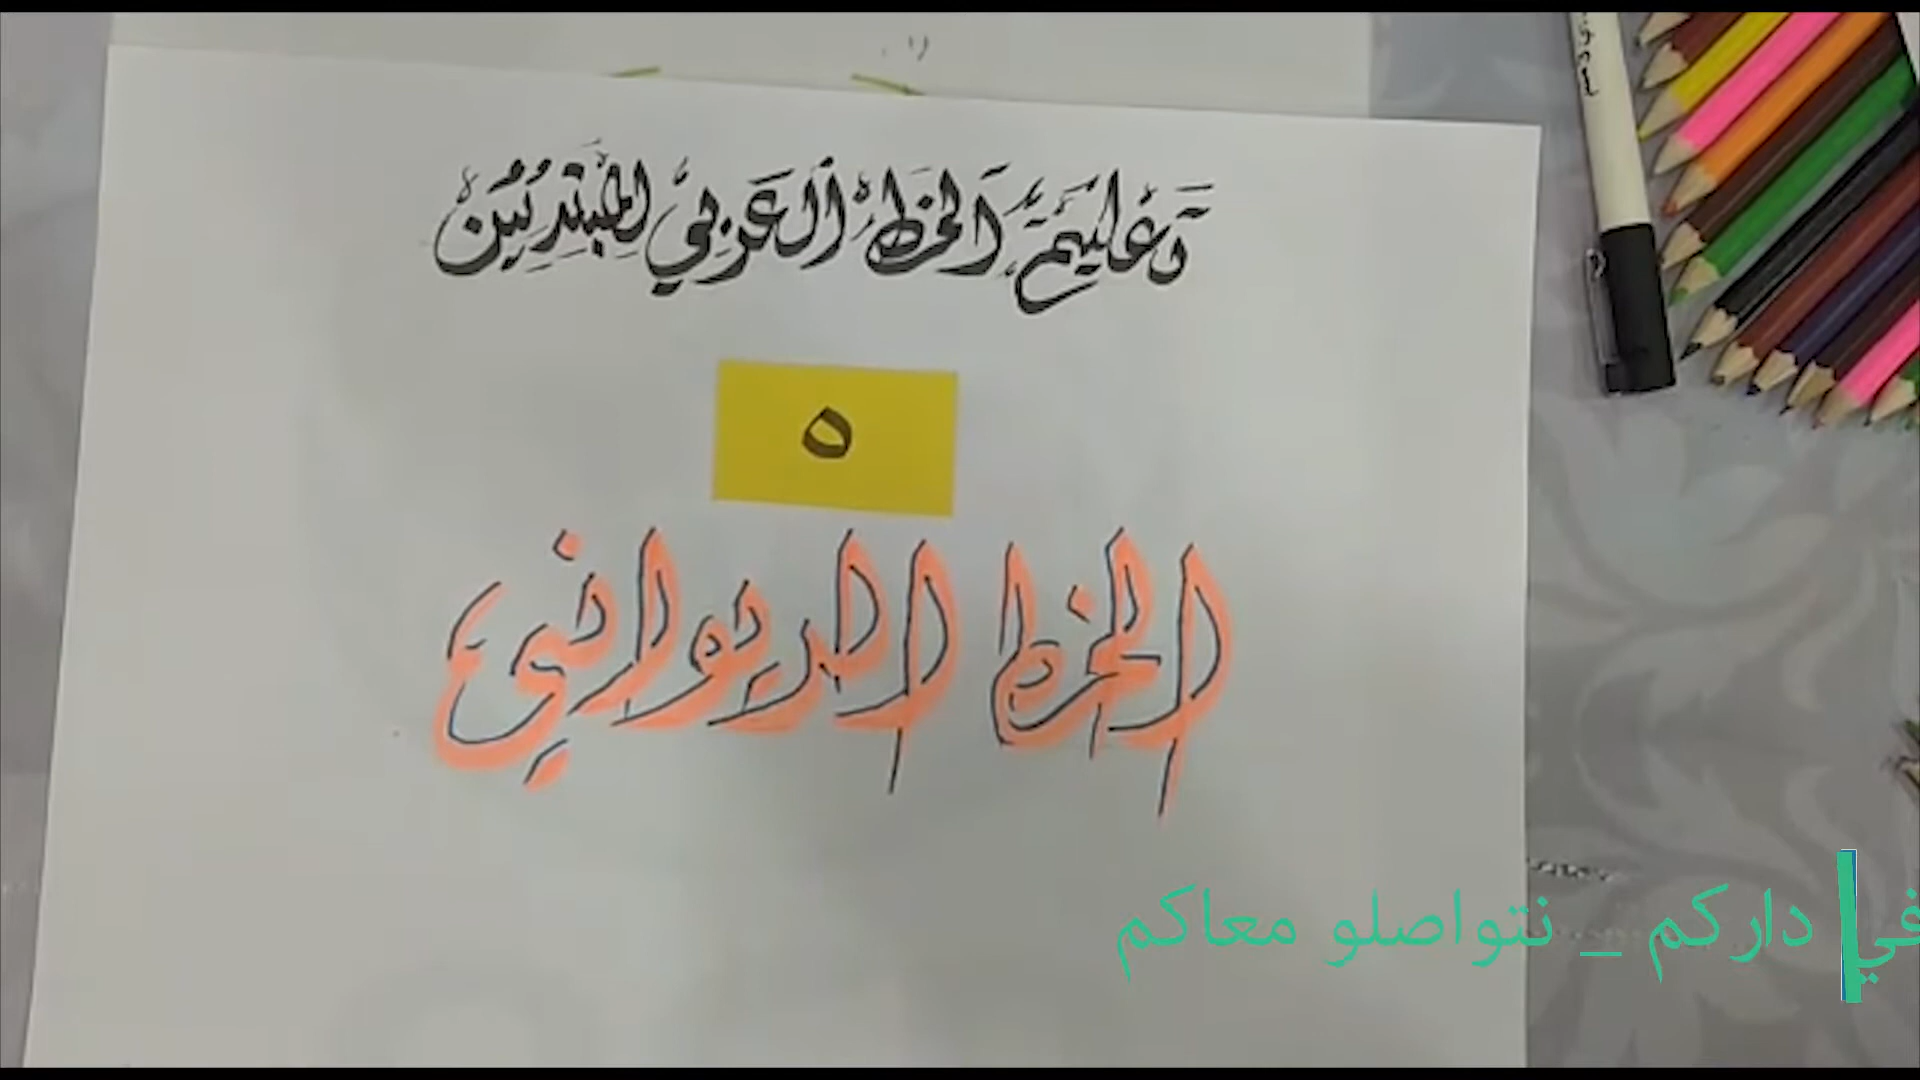 تعليم الخط العربي للمبتدئين
٥
الخط الديواني
في داركم _ نتواصلو معاكم